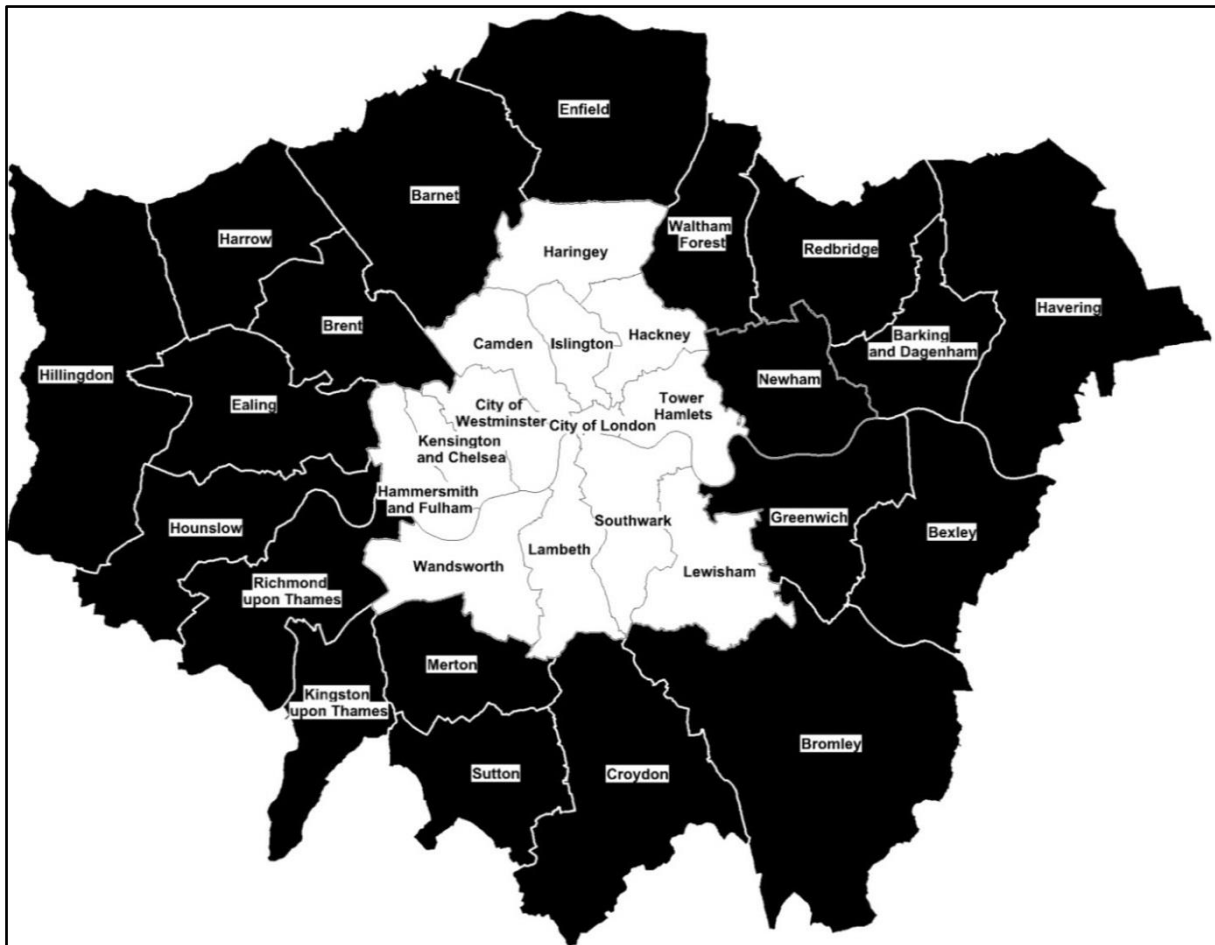 Enfield
Barnet
Waltham
Forest
Harrow
Haringey
Redbridge
Havering
Brent
Camden
Islington
Hackney
Barking
and Dagenham
Hillingdon
Newham
Ealing
City of
Westminster
Tower
Hamlets
City of London
Kensington
and Chelsea
Hammersmith
and Fulham
Hounslow
Southwark
Greenwich
Bexley
Lambeth
Wandsworth
Lewisham
Richmond
upon Thames
Merton
Kingston
upon Thames
Bromley
Sutton
Croydon